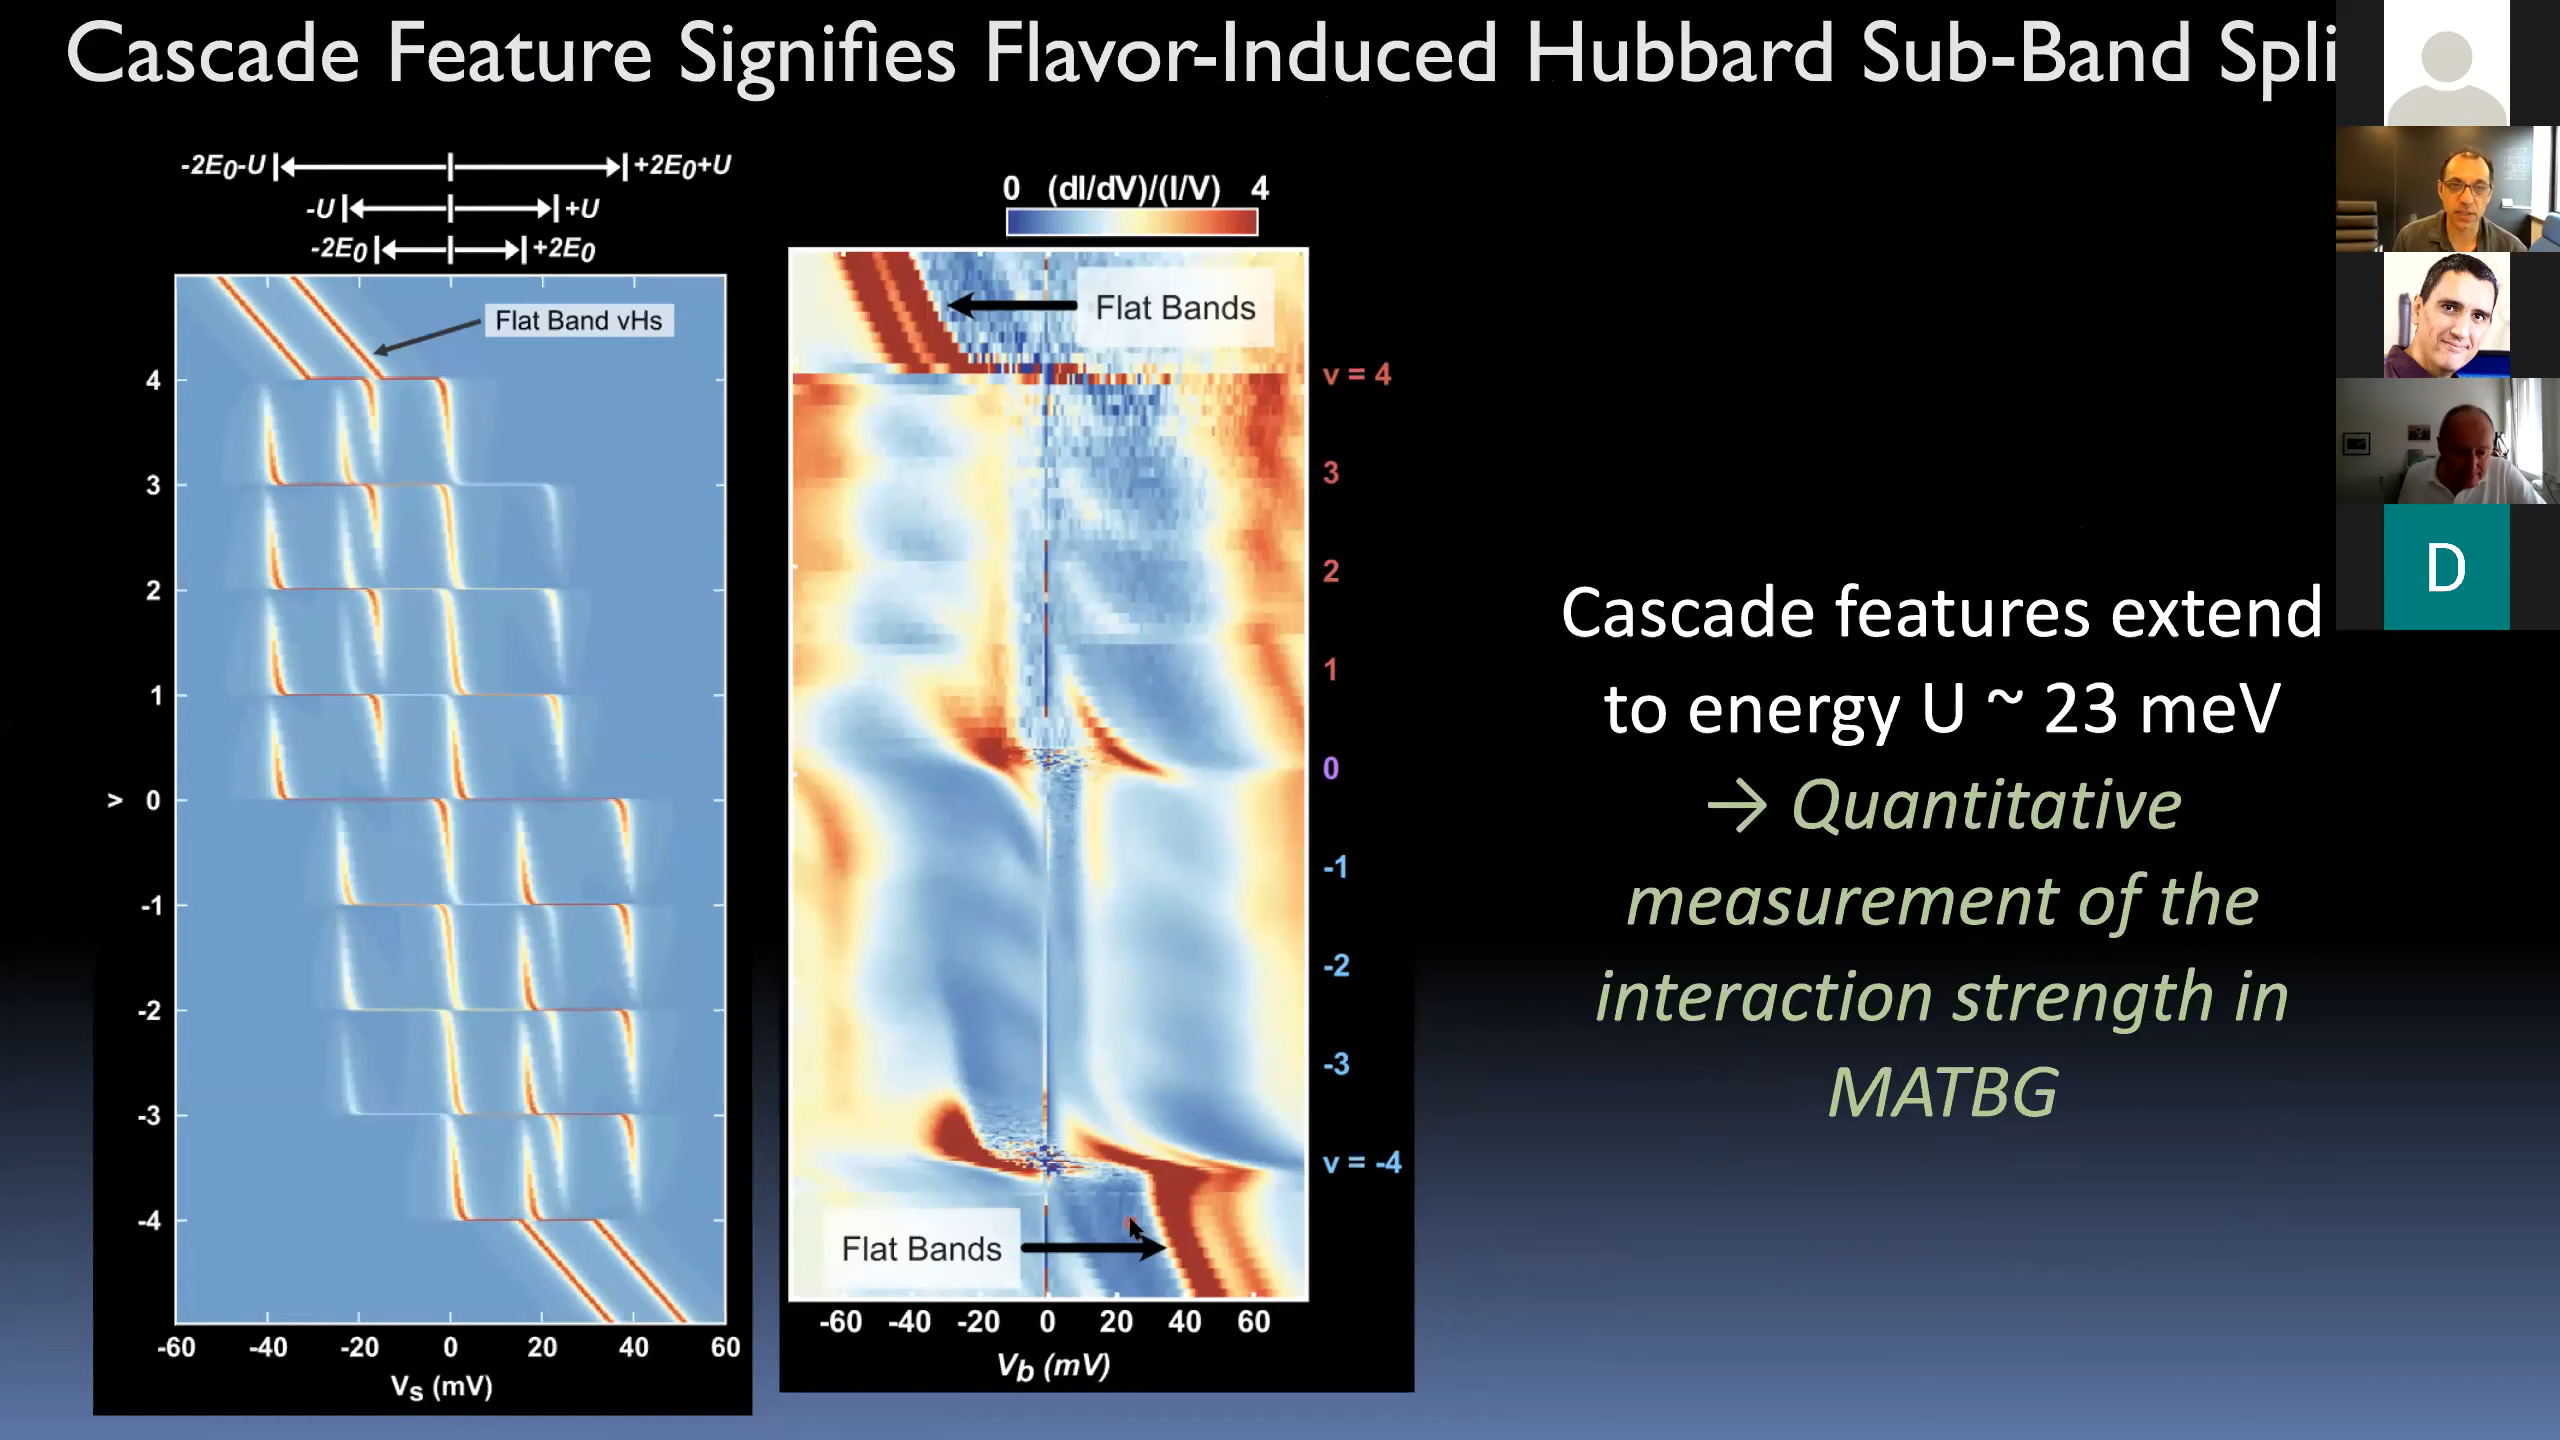 Cascade Feature Signifies Flavor-Induced Hubbard Sub-Band Spli
-2E0-U +2E0+U
-U +U
-2E0 +2E0
Flat Band vHs
4
3
2
1
0
-1
-2
-3
-4
ν
-60 -40 -20 0 20 40 60
Vs (mV)
0 (dI/dV)/(I/V) 4
Flat Bands
ν = 4
3
2
1
0
-1
-2
-3
ν = -4
Flat Bands
-60 -40 -20 0 20 40 60
Vb (mV)
Cascade features extend
to energy U ~ 23 meV
→ Quantitative
measurement of the
interaction strength in
MATBG
D